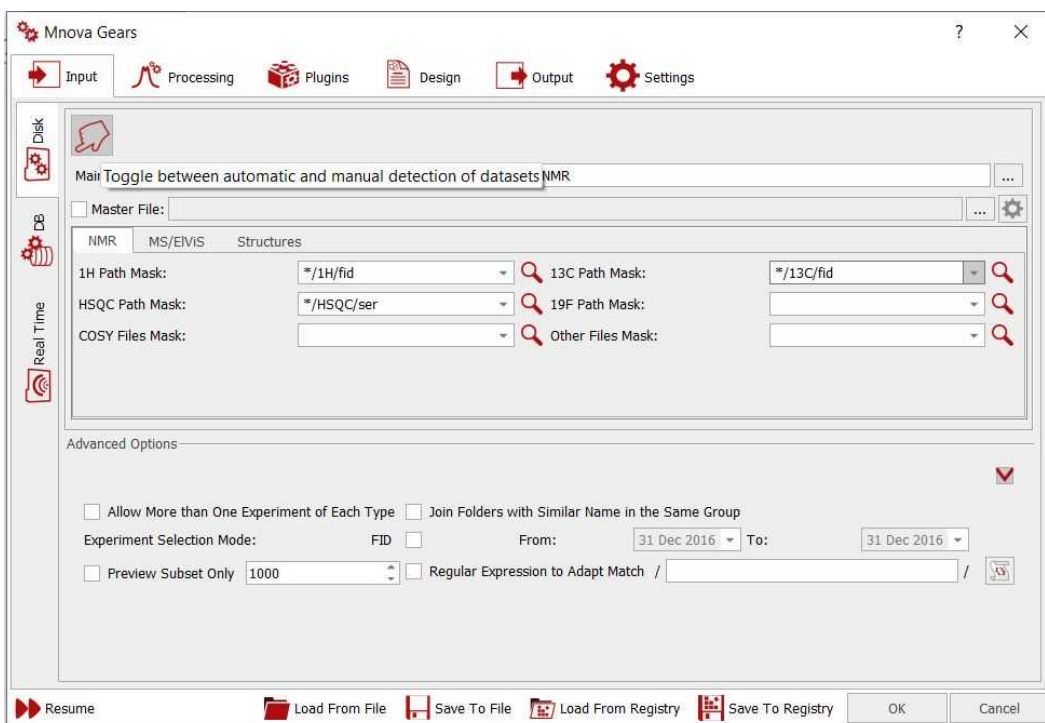 Mnova Gears
?
Input
Processing
Plugins
Design
Output
Settings
Disk
DB
Real Time
Toggle between automatic and manual detection of datasets
NMR
...
Master File:
...
NMR
MS/ElViS
Structures
1H Path Mask:
*/1H/fid
13C Path Mask:
*/13C/fid
HSQC Path Mask:
*/HSQC/ser
19F Path Mask:
COSY Files Mask:
Other Files Mask:
Advanced Options
Allow More than One Experiment of Each Type
Join Folders with Similar Name in the Same Group
Experiment Selection Mode:
FID
From:
31 Dec 2016
To:
31 Dec 2016
Preview Subset Only
1000
Regular Expression to Adapt Match
/
/
Resume
Load From File
Save To File
Load From Registry
Save To Registry
OK
Cancel